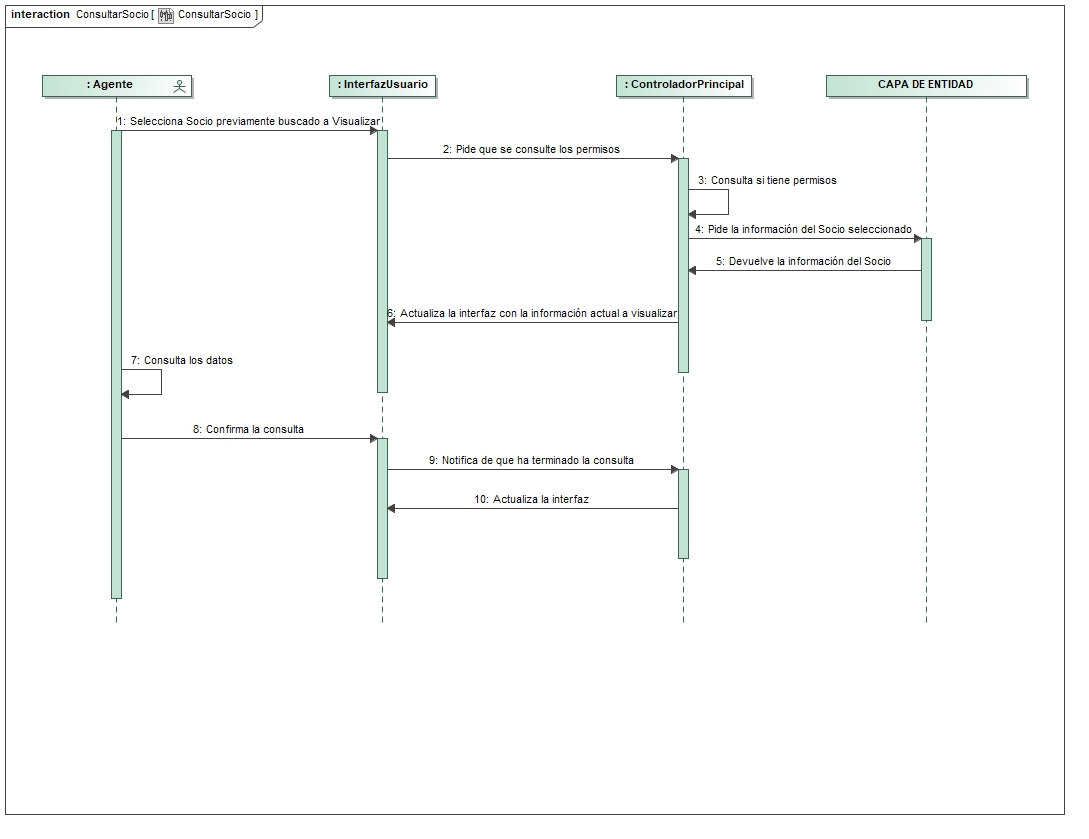 interaction ConsultarSocio [ ConsultarSocio ]
: Agente
: InterfazUsuario
: ControladorPrincipal
CAPA DE ENTIDAD
1: Selecciona Socio previamente buscado a Visualizar
2: Pide que se consulte los permisos
3: Consulta si tiene permisos
4: Pide la información del Socio seleccionado
5: Devuelve la información del Socio
6: Actualiza la interfaz con la información actual a visualizar
7: Consulta los datos
8: Confirma la consulta
9: Notifica de que ha terminado la consulta
10: Actualiza la interfaz